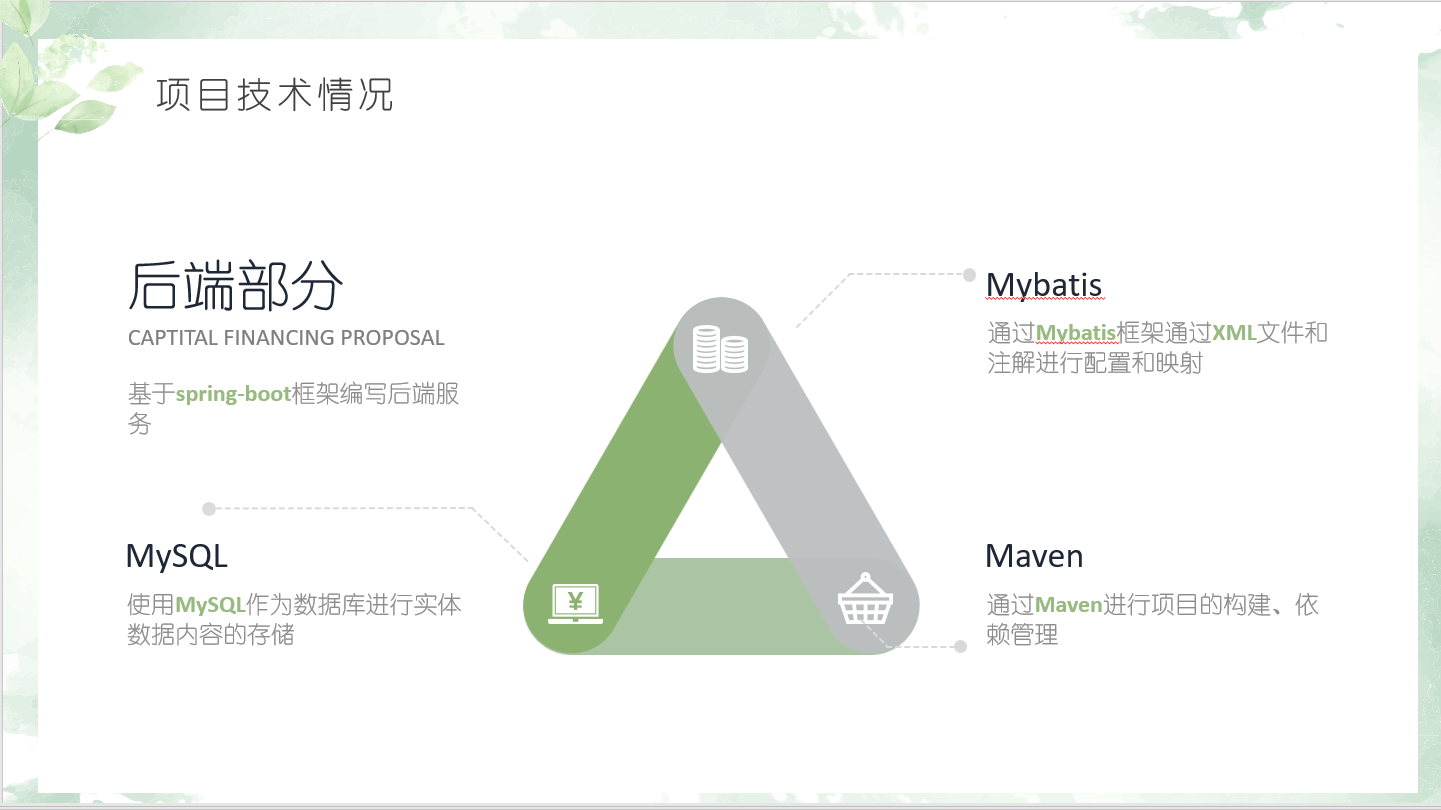 项目技术情况
后端部分
CAPTITAL FINANCING PROPOSAL
基于spring-boot框架编写后端服
务
Mybatis
通过Mybatis框架通过XML文件和
注解进行配置和映射
MySQL
使用MySQL作为数据库进行实体
数据内容的存储
¥
Maven
通过Maven进行项目的构建、依
赖管理